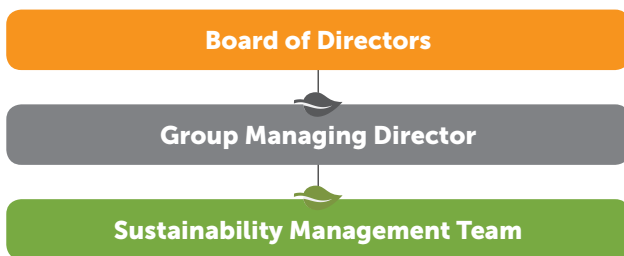 Board of Directors
Group Managing Director
Sustainability Management Team